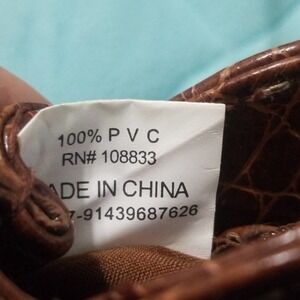 100% P V C
RN# 108833
ADE IN CHINA
7-91439687626